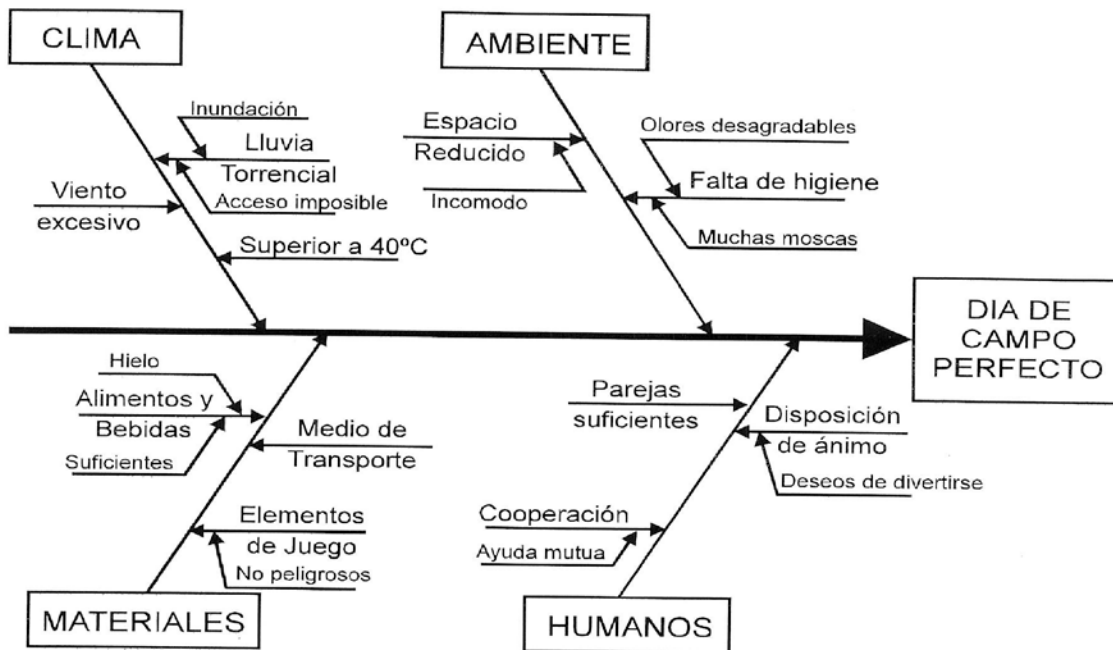 CLIMA
AMBIENTE
Inundación
Lluvia
Torrencial
Acceso imposible
Viento
excesivo
Superior a 40ºC
Espacio
Reducido
Incomodo
Olores desagradables
Falta de higiene
Muchas moscas
DIA DE
CAMPO
PERFECTO
Hielo
Alimentos y
Bebidas
Suficientes
Medio de
Transporte
Elementos
de Juego
No peligrosos
Parejas
suficientes
Disposición
de ánimo
Deseos de divertirse
Cooperación
Ayuda mutua
MATERIALES
HUMANOS